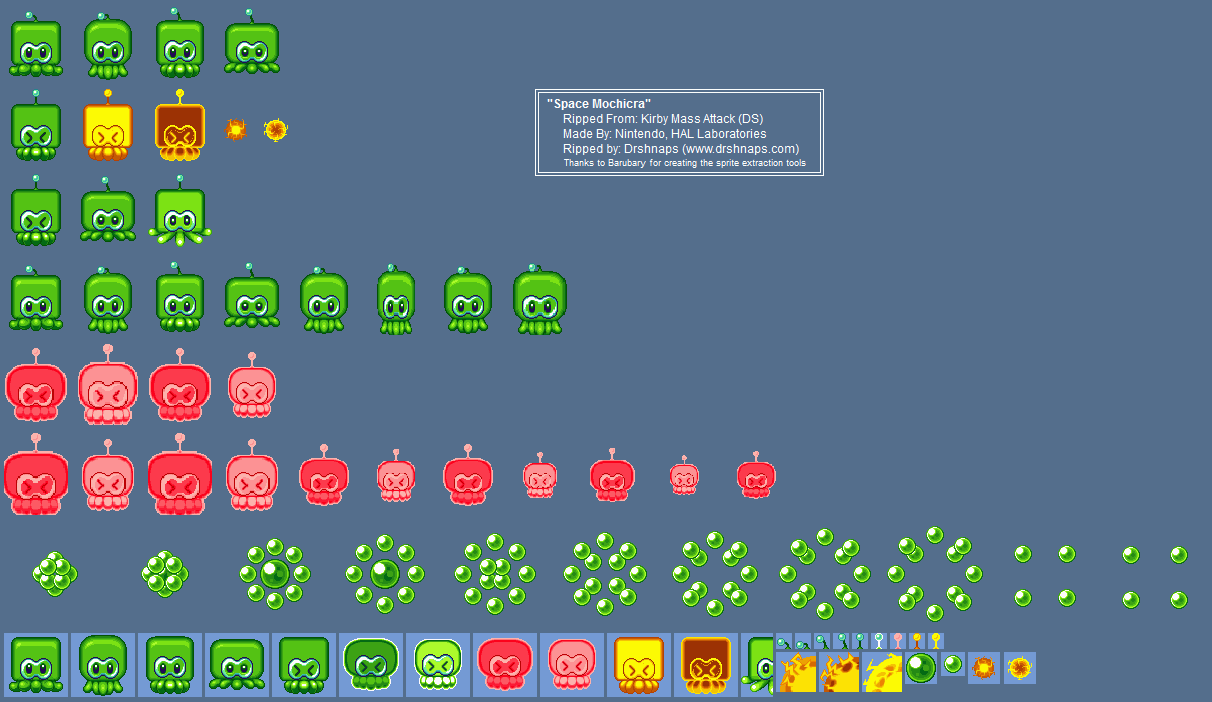 "Space Mochicra"
Ripped From: Kirby Mass Attack (DS)
Made By: Nintendo, HAL Laboratories
Ripped by: Drshnaps (www.drshnaps.com)
Thanks to Barubary for creating the sprite extraction tools